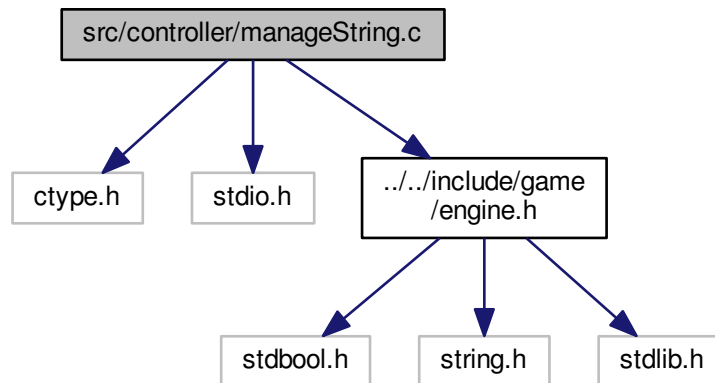 src/controller/manageString.c
ctype.h
stdio.h
../../include/game
/engine.h
stdbool.h
string.h
stdlib.h